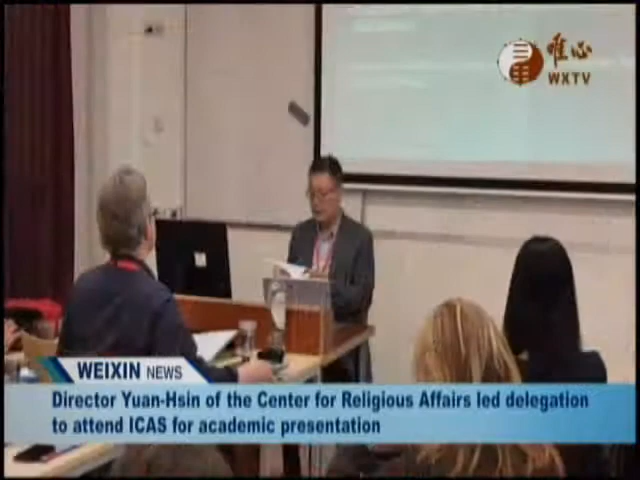 唯心
WXTV
WEIXIN NEWS
Director Yuan-Hsin of the Center for Religious Affairs led delegation
to attend ICAS for academic presentation